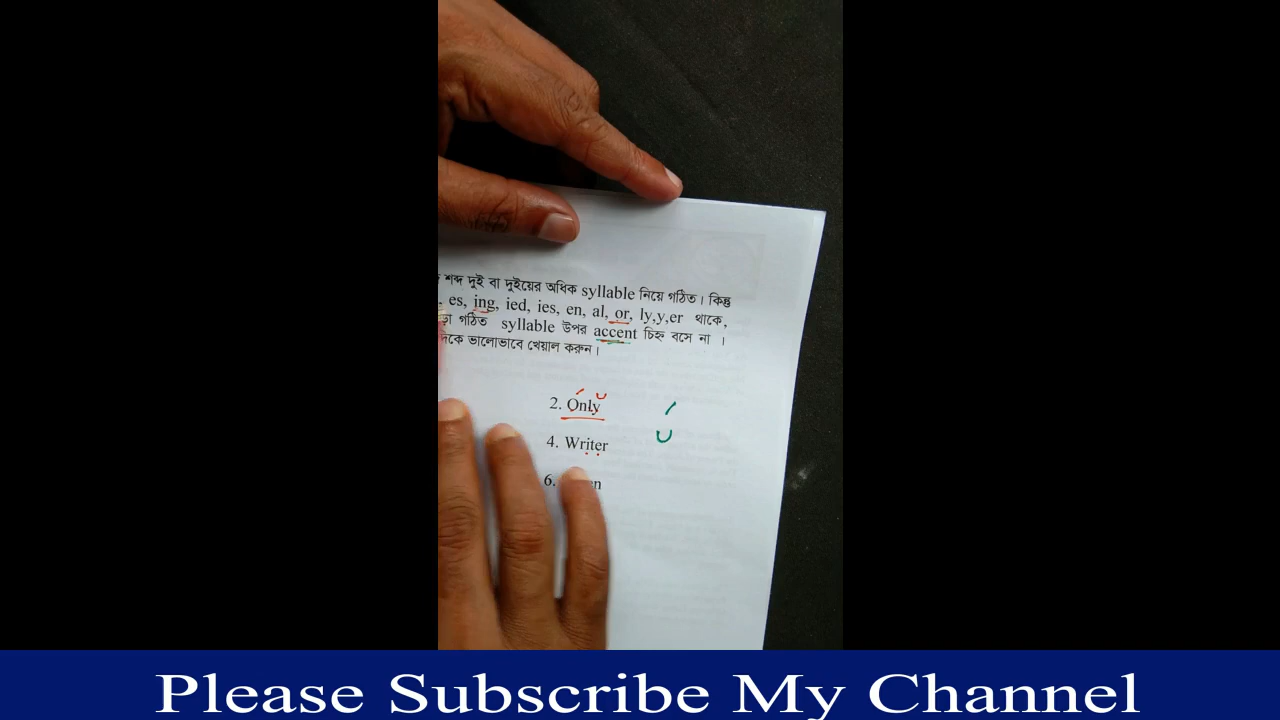 শব্দ দুই বা দুইয়ের অধিক syllable নিয়ে গঠিত। কিন্তু
es, ing, ied, ies, en, al, or, ly,y,er থাকে,
গঠিত syllable উপর accent চিহ্ন বসে না ।
দিকে ভালোভাবে খেয়াল করুন।
2. Only
4. Writer
6.
Please Subscribe My Channel